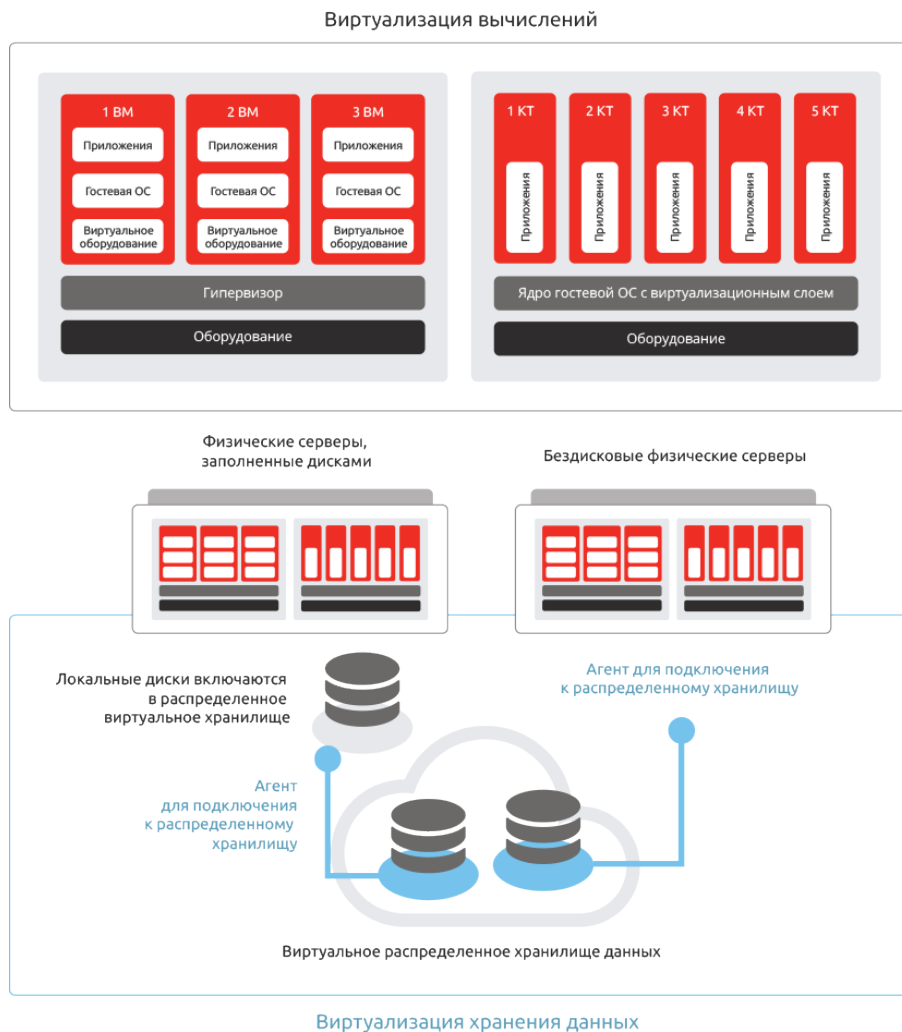 Виртуализация вычислений
1 ВМ
Приложения
Гостевая ОС
Виртуальное
оборудование
2 ВМ
Приложения
Гостевая ОС
Виртуальное
оборудование
3 ВМ
Приложения
Гостевая ОС
Виртуальное
оборудование
Гипервизор
Оборудование
1 КТ
Приложения
2 КТ
Приложения
3 КТ
Приложения
4 КТ
Приложения
5 КТ
Приложения
Ядро гостевой ОС с виртуализационным слоем
Оборудование
Физические серверы,
заполненные дисками
Бездисковые физические серверы
Локальные диски включаются
в распределенное
виртуальное хранилище
Агент для подключения
к распределенному хранилищу
Агент
для подключения
к распределенному
хранилищу
Виртуальное распределенное хранилище данных
Виртуализация хранения данных